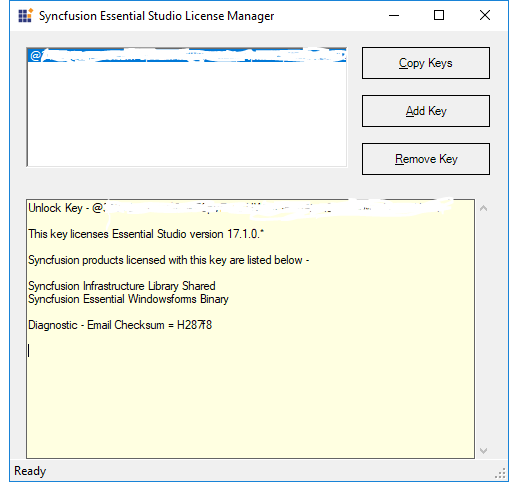 Syncfusion Essential Studio License Manager
@
Copy Keys
Add Key
Remove Key
Unlock Key - @
This key licenses Essential Studio version 17.1.0.*
Syncfusion products licensed with this key are listed below -
Syncfusion Infrastructure Library Shared
Syncfusion Essential Windowsforms Binary
Diagnostic - Email Checksum = H287f8
Ready